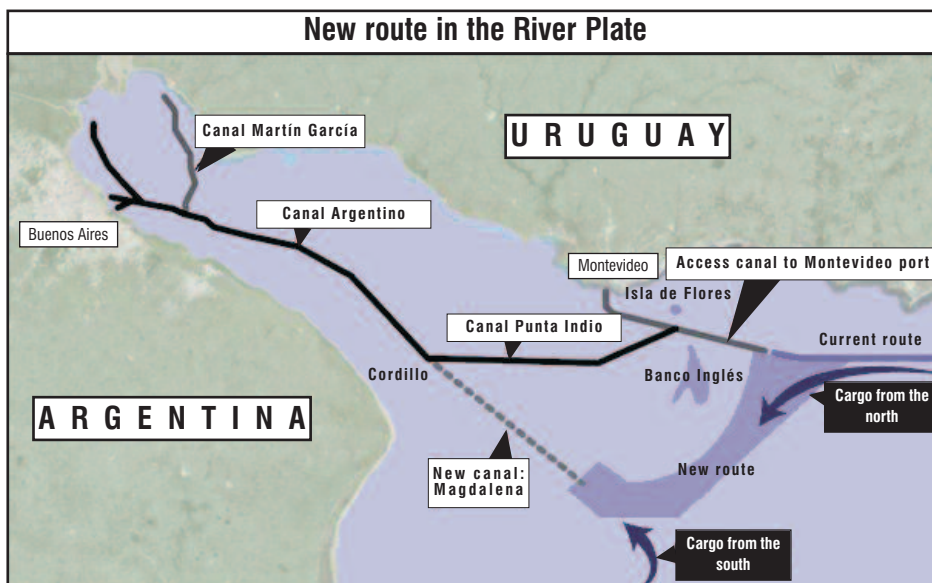 New route in the River Plate
Canal Martín García
URUGUAY
Canal Argentino
Buenos Aires
Montevideo
Access canal to Montevideo port
Isla de Flores
Canal Punta Indio
Current route
Cordillo
Banco Inglés
Cargo from the
north
ARGENTINA
New canal:
Magdalena
New route
Cargo from the
south